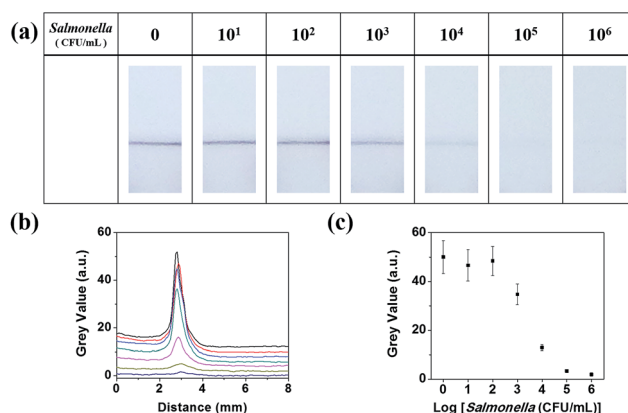 (a)
Salmonella 0 10¹ 10² 10³ 10⁴ 10⁵ 10⁶
( CFU/mL)
(b)
60
40
20
0
Grey Value (a.u.)
0 2 4 6 8
Distance (mm)
(c)
60
40
20
0
Grey Value (a.u.)
0 1 2 3 4 5 6
Log [Salmonella (CFU/mL)]